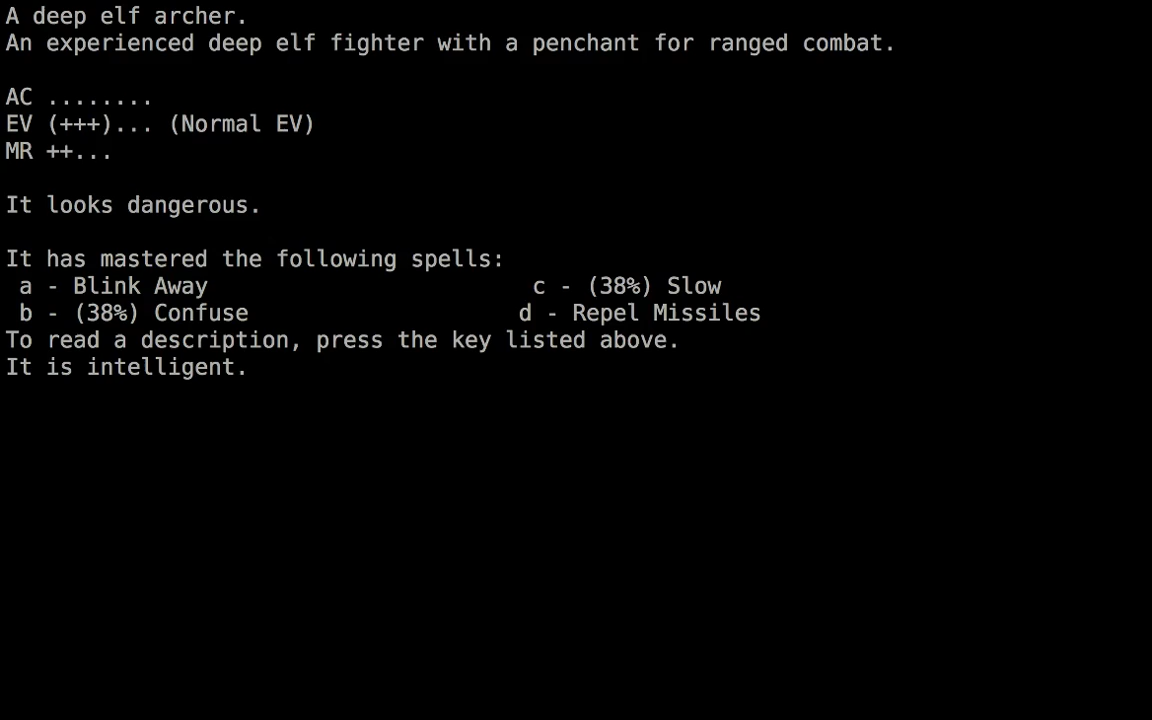 A deep elf archer.
An experienced deep elf fighter with a penchant for ranged combat.
AC ........
EV (+++)... (Normal EV)
MR ++...
It looks dangerous.
It has mastered the following spells:
a - Blink Away c - (38%) Slow
b - (38%) Confuse d - Repel Missiles
To read a description, press the key listed above.
It is intelligent.